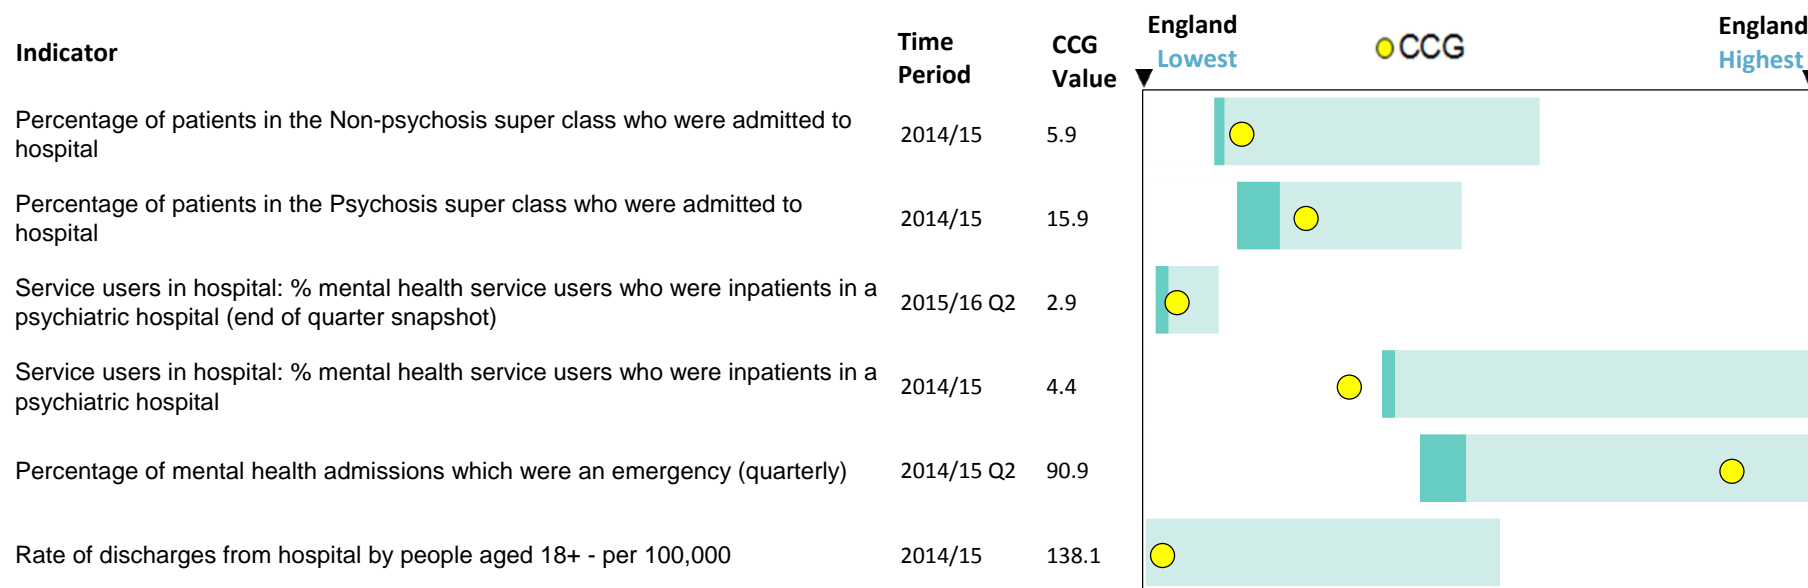 Indicator
Time
Period
CCG
Value
England
Lowest
CCG
England
Highest
Percentage of patients in the Non-psychosis super class who were admitted to
hospital
2014/15
5.9
Percentage of patients in the Psychosis super class who were admitted to
hospital
2014/15
15.9
Service users in hospital: % mental health service users who were inpatients in a
psychiatric hospital (end of quarter snapshot)
2015/16 Q2
2.9
Service users in hospital: % mental health service users who were inpatients in a
psychiatric hospital
2014/15
4.4
Percentage of mental health admissions which were an emergency (quarterly)
2014/15 Q2
90.9
Rate of discharges from hospital by people aged 18+ - per 100,000
2014/15
138.1